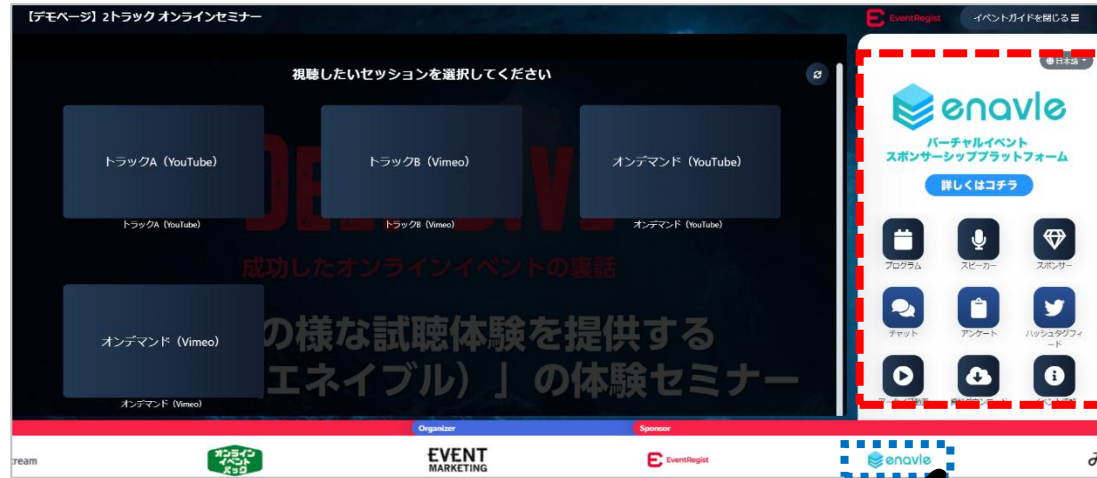 【デモページ】2トラック オンラインセミナー
EventRegist
イベントガイドを閉じる
視聴したいセッションを選択してください
日本語
enavle
バーチャルイベント
スポンサーシッププラットフォーム
詳しくはコチラ
トラックA（YouTube）
トラックB（Vimeo）
オンデマンド（YouTube）
トラックA（YouTube）
トラックB（Vimeo）
オンデマンド（YouTube）
成功したオンラインイベントの裏話
プログラム
スピーカー
スポンサー
オンデマンド（Vimeo）
の様な試聴体験を提供する
エネイブル）」の体験セミナー
オンデマンド（Vimeo）
チャット
アンケート
ハッシュタグフィ
ード
Organizer
Sponsor
ream
オンライン
イベント
パック
EVENT
MARKETING
EventRegist
enavle